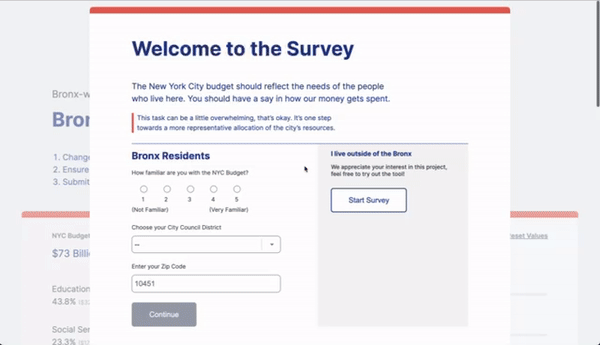 Welcome to the Survey
The New York City budget should reflect the needs of the people
who live here. You should have a say in how our money gets spent.
This task can be a little overwhelming, that's okay. It's one step
towards a more representative allocation of the city's resources.
Bronx Residents
How familiar are you with the NYC Budget?
1 2 3 4 5
(Not Familiar) (Very Familiar)
Choose your City Council District
--
Enter your Zip Code
10451
Continue
I live outside of the Bronx
We appreciate your interest in this project,
feel free to try out the tool!
Start Survey
Bronx-w
Bron
1. Change
2. Ensure
3. Submit
NYC Budget
$73 Billi
eset Values
Education
43.8%
Social Ser
23.3%